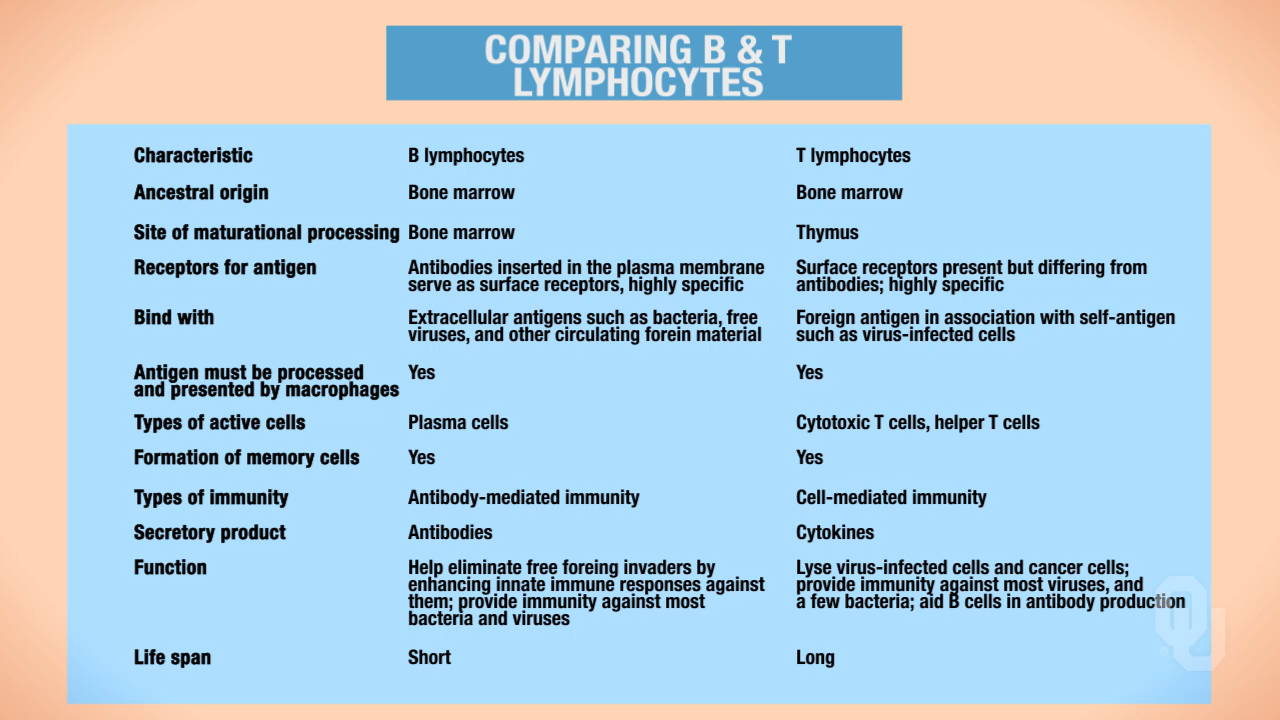 COMPARING B & T
LYMPHOCYTES
Characteristic B lymphocytes T lymphocytes
Ancestral origin Bone marrow Bone marrow
Site of maturational processing Bone marrow Thymus
Receptors for antigen Antibodies inserted in the plasma membrane Surface receptors present but differing from
serve as surface receptors, highly specific antibodies; highly specific
Bind with Extracellular antigens such as bacteria, free Foreign antigen in association with self-antigen
viruses, and other circulating forein material such as virus-infected cells
Antigen must be processed Yes Yes
and presented by macrophages
Types of active cells Plasma cells Cytotoxic T cells, helper T cells
Formation of memory cells Yes Yes
Types of immunity Antibody-mediated immunity Cell-mediated immunity
Secretory product Antibodies Cytokines
Function Help eliminate free foreing invaders by Lyse virus-infected cells and cancer cells;
enhancing innate immune responses against provide immunity against most viruses, and
them; provide immunity against most a few bacteria; aid B cells in antibody production
bacteria and viruses
Life span Short Long